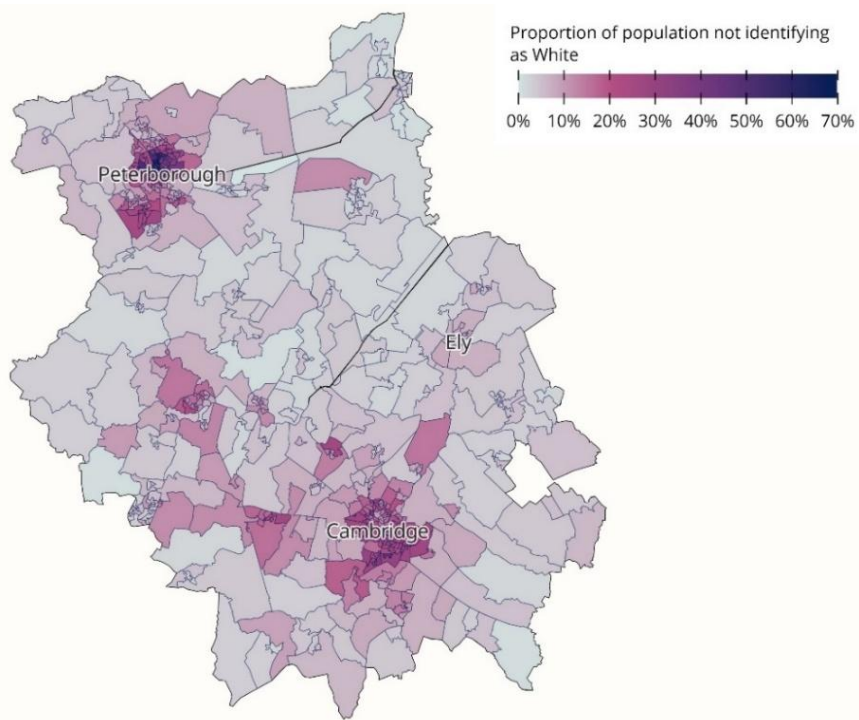 Proportion of population not identifying
as White
0% 10% 20% 30% 40% 50% 60% 70%
Peterborough
Ely
Cambridge